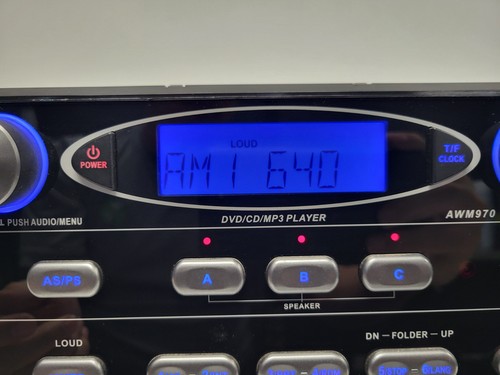 LOUD
POWER
AM1 640
T/F
CLOCK
PUSH AUDIO/MENU
DVD/CD/MP3 PLAYER
AWM970
AS/PS
A
B
C
SPEAKER
LOUD
DN – FOLDER – UP